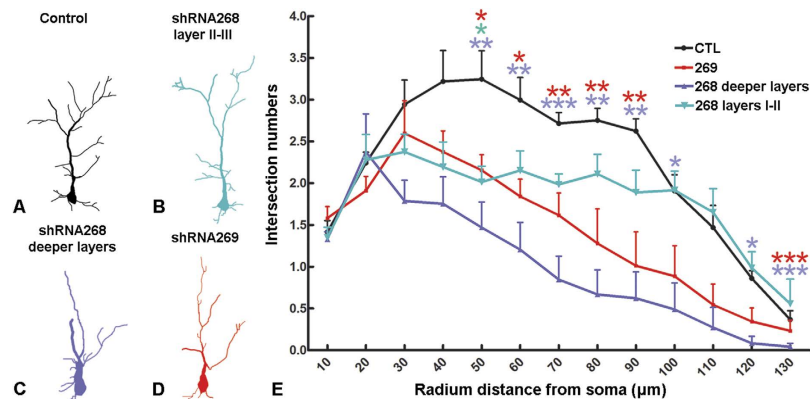 Control
shRNA268
layer II-III
A
B
shRNA268
deeper layers
shRNA269
C
D
E
Intersection numbers
4.0
3.5
3.0
2.5
2.0
1.5
1.0
0.5
0.0
*
*
**
*
**
**
***
**
**
**
**
*
*
***
***
CTL
269
268 deeper layers
268 layers I-II
10
20
30
40
50
60
70
80
90
100
110
120
130
Radium distance from soma (µm)